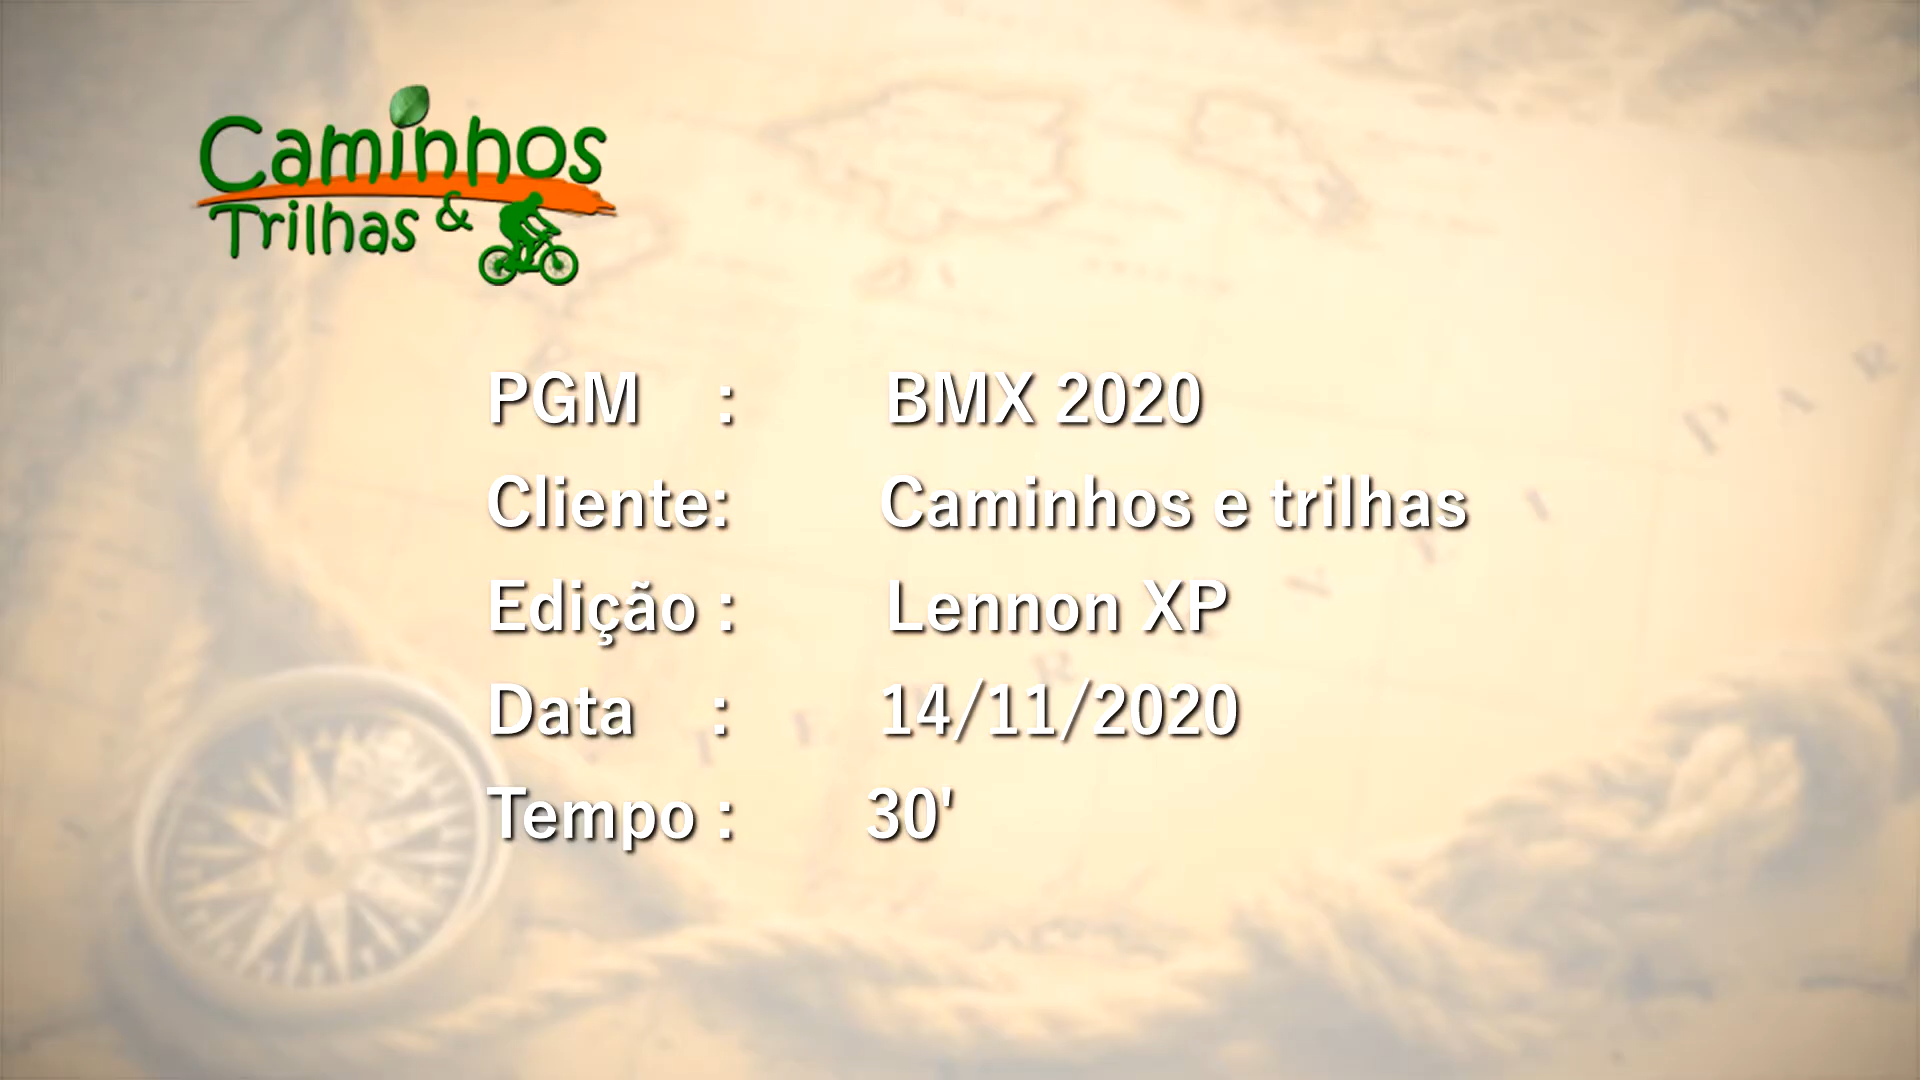 Caminhos
Trilhas &
PGM : BMX 2020
Cliente: Caminhos e trilhas
Edição : Lennon XP
Data : 14/11/2020
Tempo : 30'